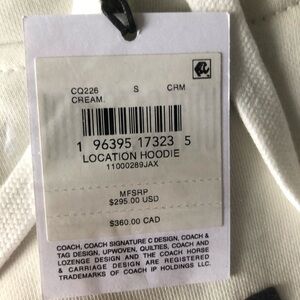 CQ226 S CRM
CREAM.
1 96395 17323 5
LOCATION HOODIE
11000289JAX
MFSRP
$295.00 USD
$360.00 CAD
COACH, COACH SIGNATURE C DESIGN, COACH &
TAG DESIGN, UPWOVEN, QUILTIES, COACH AND
LOZENGE DESIGN AND THE COACH HORSE
& CARRIAGE DESIGN ARE REGISTERED
TRADEMARKS OF COACH IP HOLDINGS LLC.